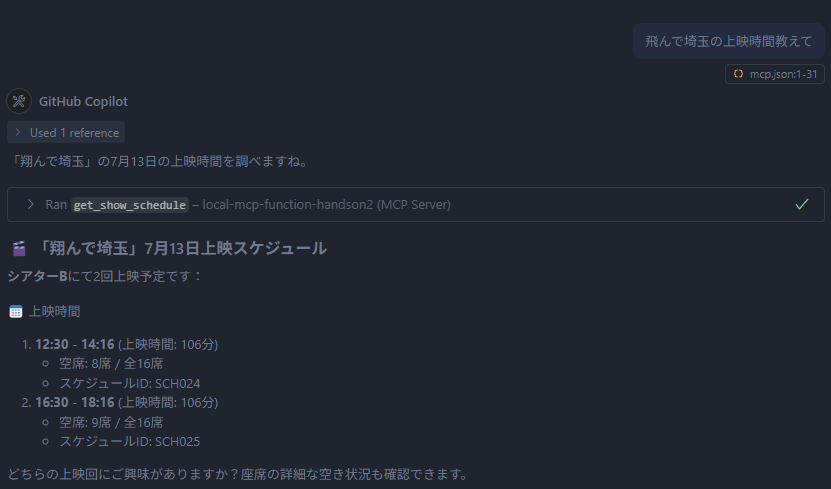 飛んで埼玉の上映時間教えて
mcp.json:1-31
GitHub Copilot
Used 1 reference
「翔んで埼玉」の7月13日の上映時間を調べますね。
Ran get_show_schedule – local-mcp-function-handson2 (MCP Server)
「翔んで埼玉」7月13日上映スケジュール
シアターBにて2回上映予定です：
上映時間
1. 12:30 - 14:16 (上映時間: 106分)
空席: 8席 / 全16席
スケジュールID: SCH024
2. 16:30 - 18:16 (上映時間: 106分)
空席: 9席 / 全16席
スケジュールID: SCH025
どちらの上映回にご興味がありますか？座席の詳細な空き状況も確認できます。